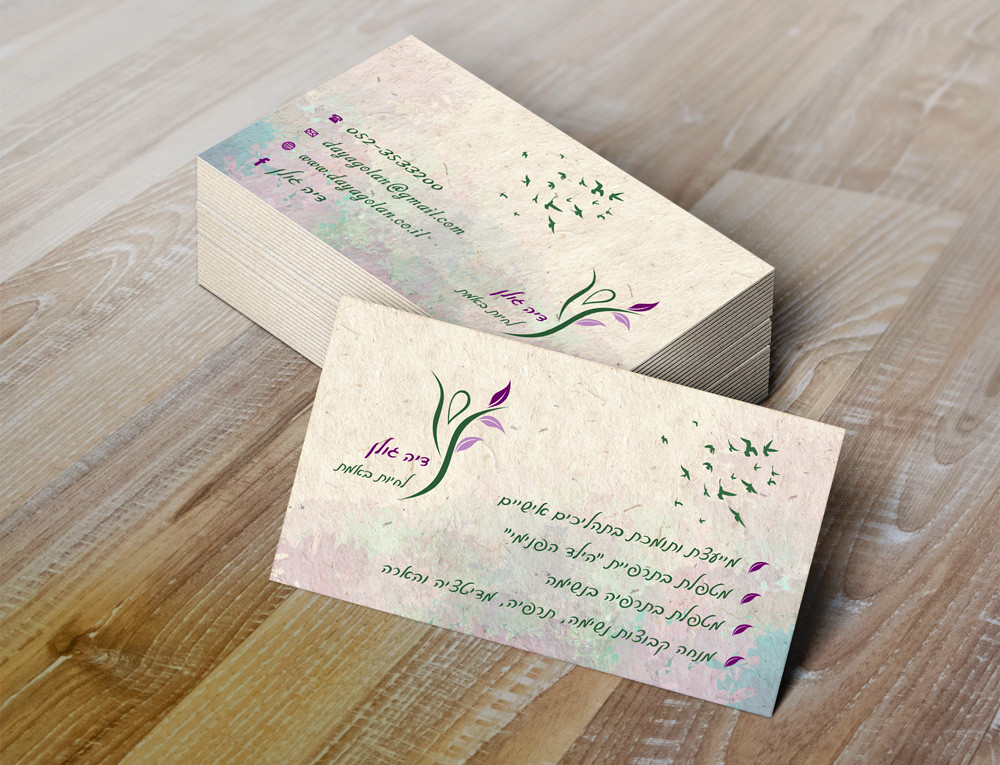 052-3533200
dayagolan@gmail.com
www.dayagolan.co.il
דיה גולן
דיה גולן
לחיות באמת
דיה גולן
לחיות באמת
מייעצת ותומכת בתהליכים אישיים
מטפלת בתרפיית "הילד הפנימי"
מטפלת בתרפיה בנשימה
מנחה קבוצות נשימה, תרפיה, מדיטציה והארה